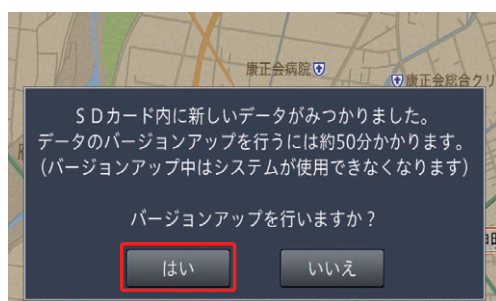 康正会病院
康正会総合クリ
ＳＤカード内に新しいデータがみつかりました。
データのバージョンアップを行うには約50分かかります。
(バージョンアップ中はシステムが使用できなくなります)
バージョンアップを行いますか？
はい
いいえ